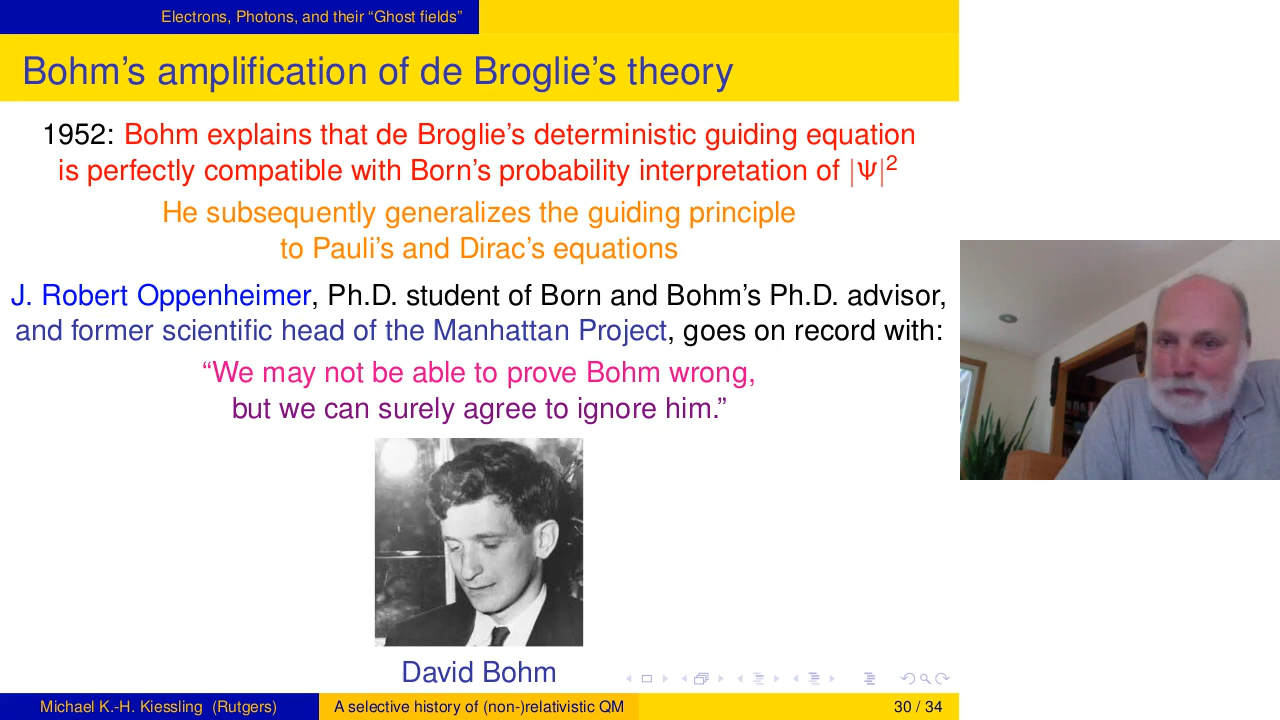 Electrons, Photons, and their “Ghost fields”
Bohm’s amplification of de Broglie’s theory
1952: Bohm explains that de Broglie’s deterministic guiding equation
is perfectly compatible with Born’s probability interpretation of |Ψ|²
He subsequently generalizes the guiding principle
to Pauli’s and Dirac’s equations
J. Robert Oppenheimer, Ph.D. student of Born and Bohm’s Ph.D. advisor,
and former scientific head of the Manhattan Project, goes on record with:
“We may not be able to prove Bohm wrong,
but we can surely agree to ignore him.”
David Bohm
Michael K.-H. Kiessling (Rutgers)
A selective history of (non-)relativistic QM
30 / 34